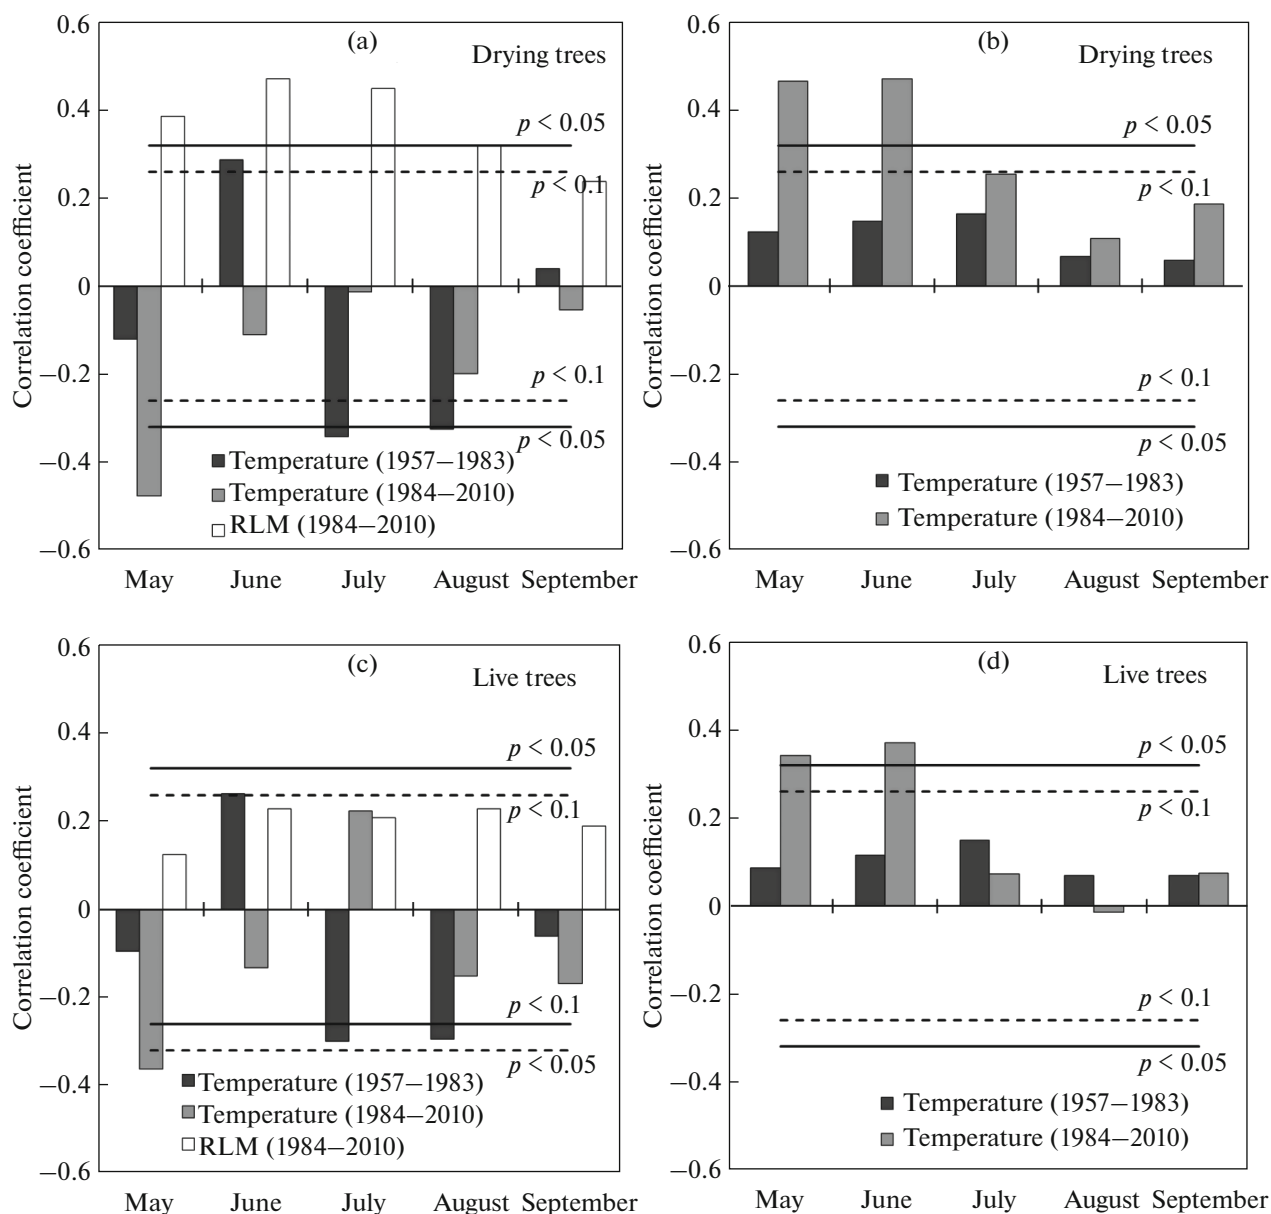 (a)
Drying trees
Correlation coefficient
0.6
0.4
0.2
0
−0.2
−0.4
−0.6
p < 0.05
p < 0.1
p < 0.1
p < 0.05
Temperature (1957−1983)
Temperature (1984−2010)
RLM (1984−2010)
May June July August September
(b)
Drying trees
Correlation coefficient
0.6
0.4
0.2
0
−0.2
−0.4
−0.6
p < 0.05
p < 0.1
p < 0.1
p < 0.05
Temperature (1957−1983)
Temperature (1984−2010)
May June July August September
(c)
Live trees
Correlation coefficient
0.6
0.4
0.2
0
−0.2
−0.4
−0.6
p < 0.05
p < 0.1
p < 0.1
p < 0.05
Temperature (1957−1983)
Temperature (1984−2010)
RLM (1984−2010)
May June July August September
(d)
Live trees
Correlation coefficient
0.6
0.4
0.2
0
−0.2
−0.4
−0.6
p < 0.05
p < 0.1
p < 0.1
p < 0.05
Temperature (1957−1983)
Temperature (1984−2010)
May June July August September